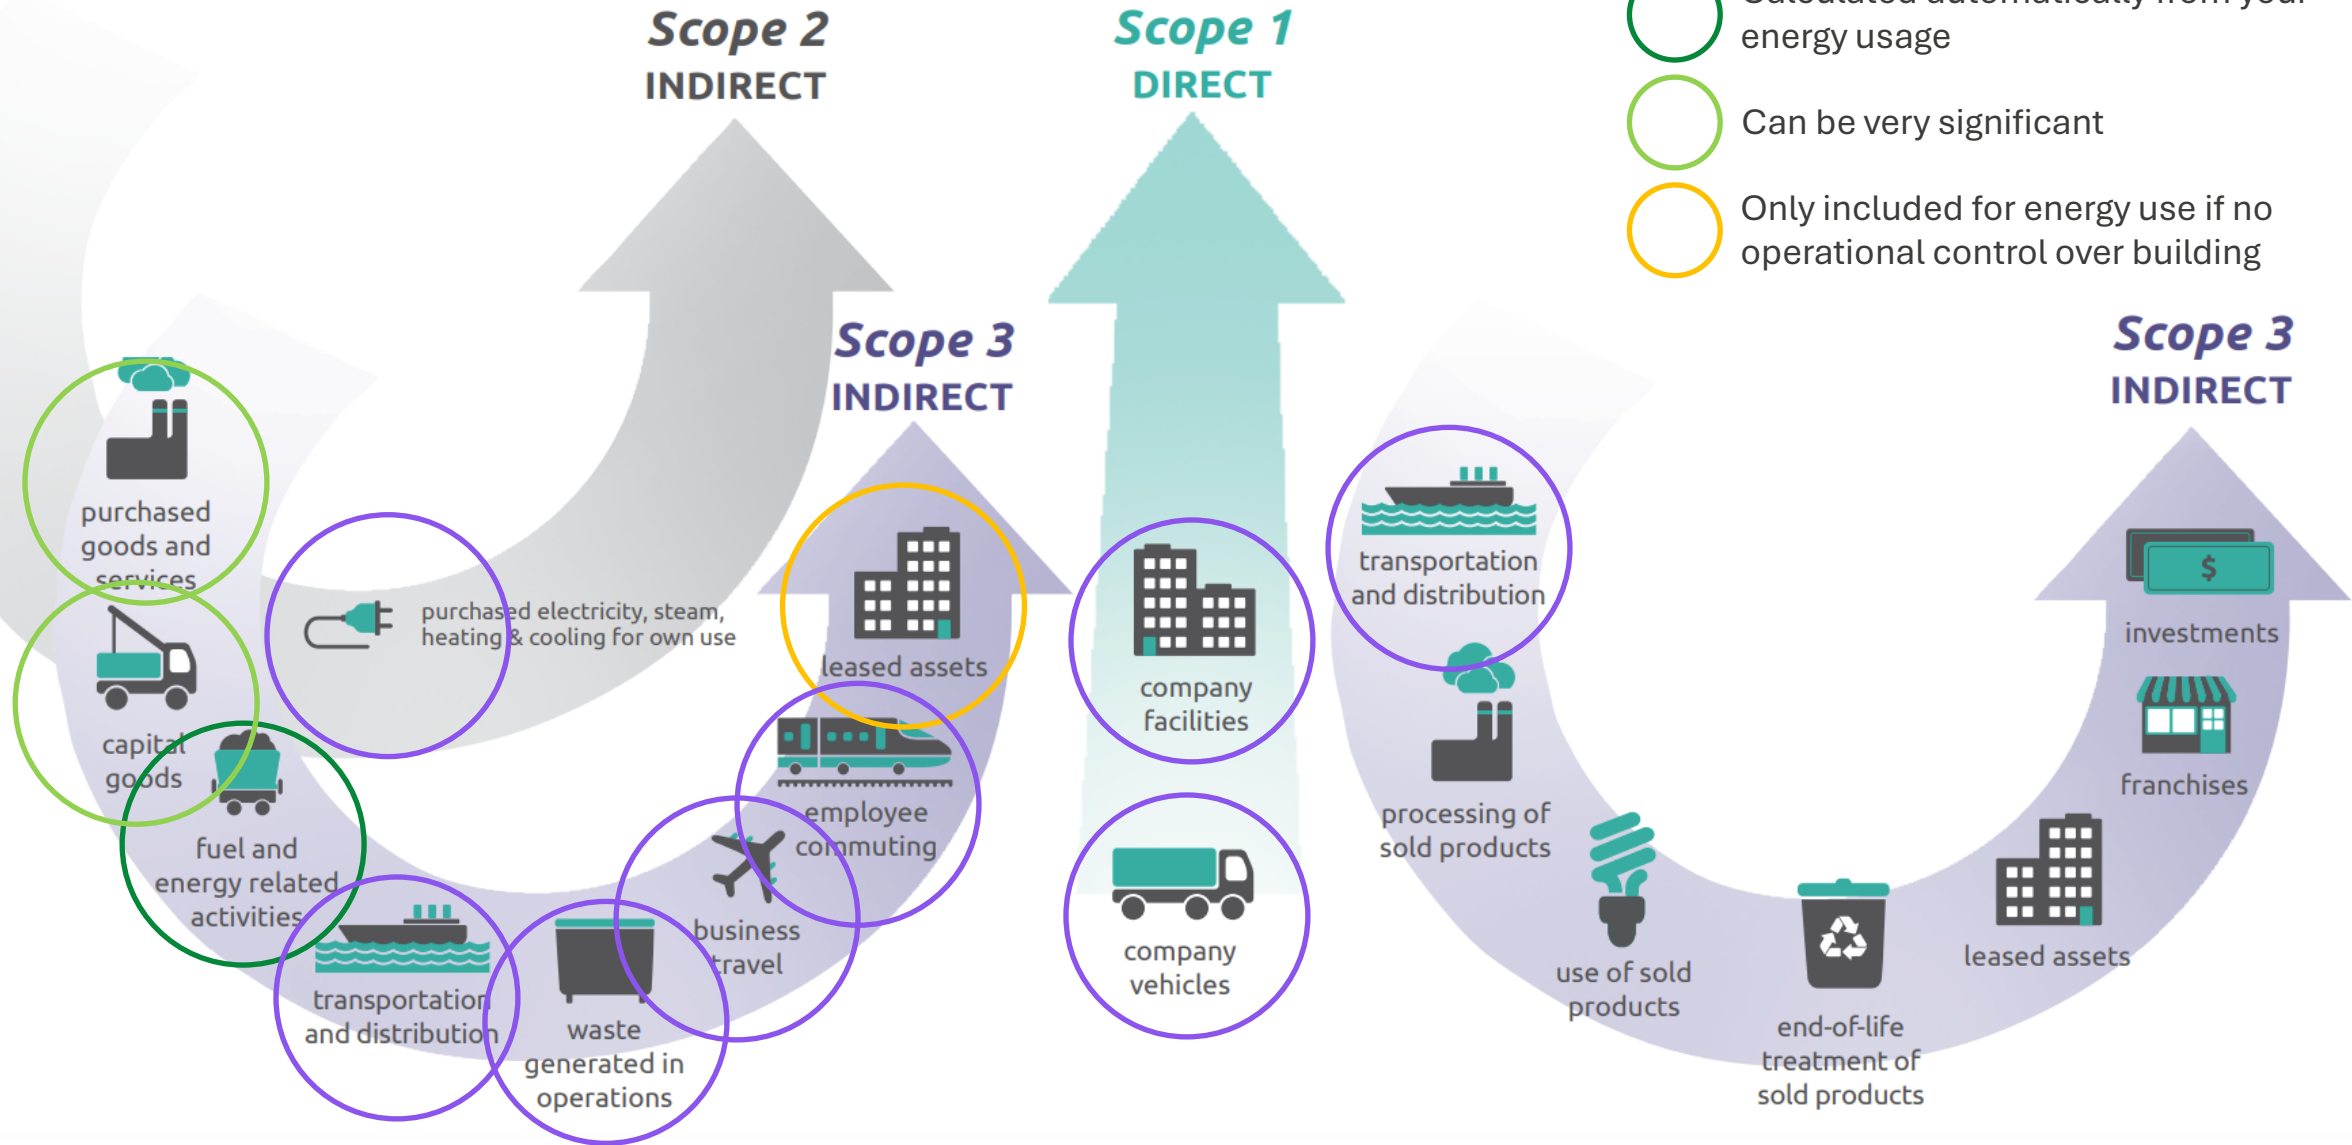 Scope 2
INDIRECT
Scope 1
DIRECT
Calculated automatically from your
energy usage
Can be very significant
Only included for energy use if no
operational control over building
Scope 3
INDIRECT
Scope 3
INDIRECT
purchased
goods and
services
capital
goods
fuel and
energy related
activities
purchased electricity, steam,
heating & cooling for own use
transportation
and distribution
waste
generated in
operations
business
travel
employee
commuting
leased assets
company
facilities
company
vehicles
transportation
and distribution
processing of
sold products
use of sold
products
end-of-life
treatment of
sold products
leased assets
franchises
investments
$